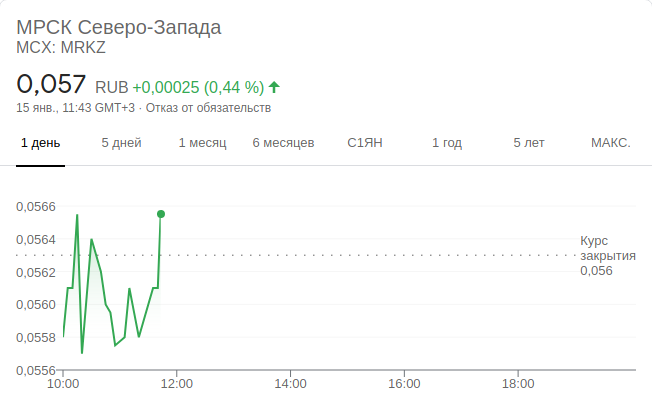 МРСК Северо-Запада
MCX: MRKZ
0,057 RUB +0,00025 (0,44 %)
15 янв., 11:43 GMT+3 · Отказ от обязательств
1 день 5 дней 1 месяц 6 месяцев С1ЯН 1 год 5 лет МАКС.
0,0566
0,0564
0,0562
0,0560
0,0558
0,0556
Курс
закрытия
0,056
10:00 12:00 14:00 16:00 18:00